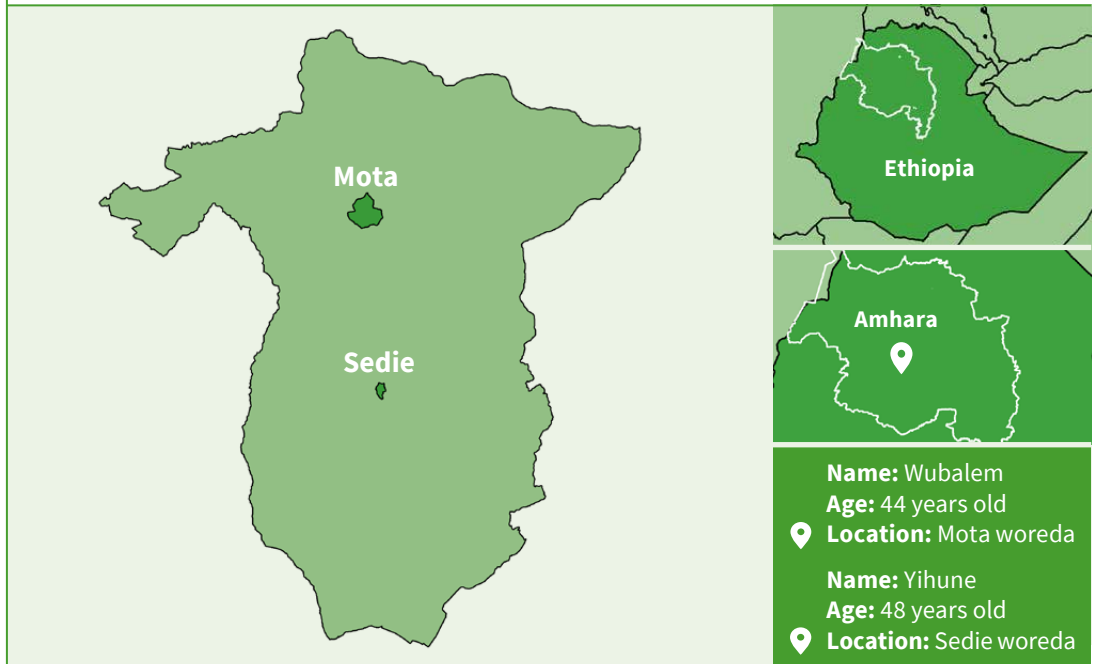 Mota
Sedie
Ethiopia
Amhara
Name: Wubalem
Age: 44 years old
Location: Mota woreda
Name: Yihune
Age: 48 years old
Location: Sedie woreda